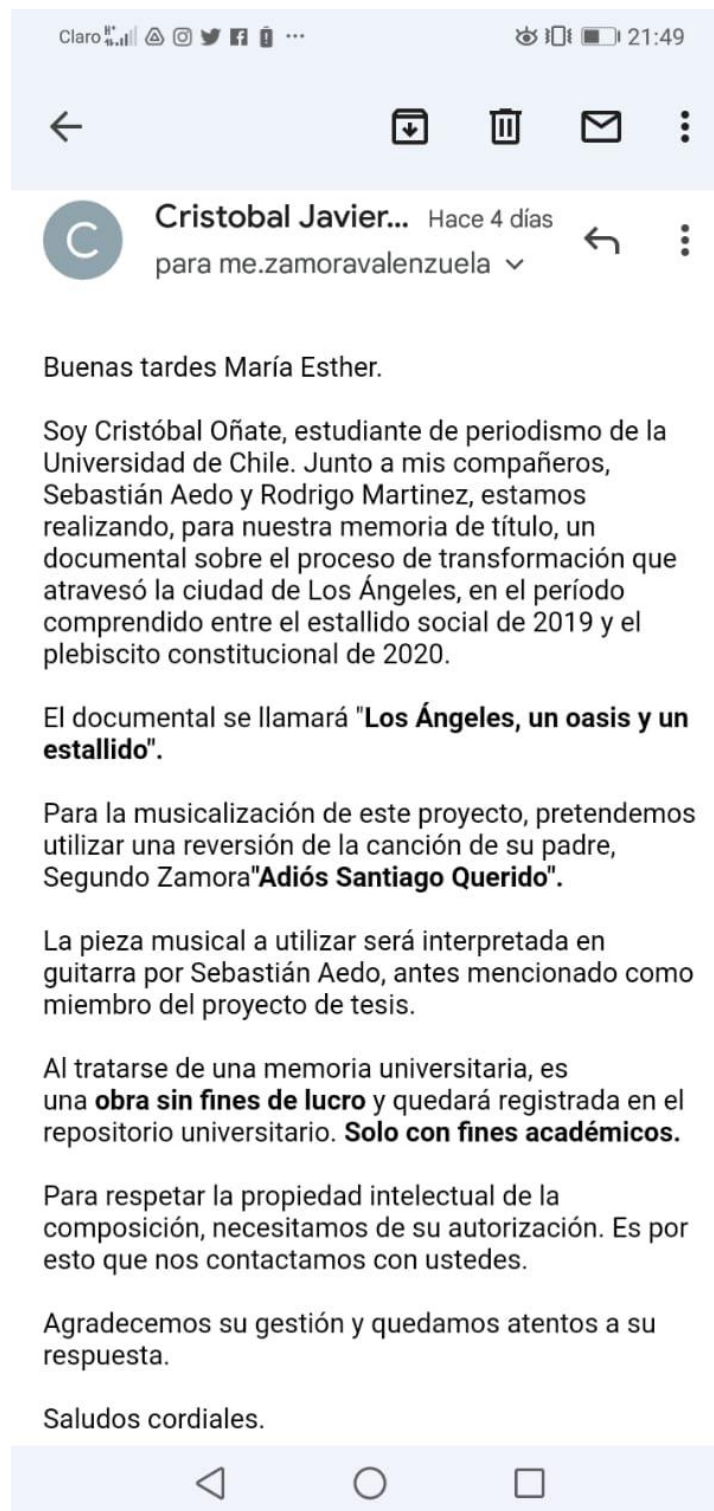 Claro ... 21:49
C
Cristobal Javier... Hace 4 días
para me.zamoravalenzuela
Buenas tardes María Esther.
Soy Cristóbal Oñate, estudiante de periodismo de la
Universidad de Chile. Junto a mis compañeros,
Sebastián Aedo y Rodrigo Martinez, estamos
realizando, para nuestra memoria de título, un
documental sobre el proceso de transformación que
atravesó la ciudad de Los Ángeles, en el período
comprendido entre el estallido social de 2019 y el
plebiscito constitucional de 2020.
El documental se llamará "Los Ángeles, un oasis y un
estallido".
Para la musicalización de este proyecto, pretendemos
utilizar una reversión de la canción de su padre,
Segundo Zamora"Adiós Santiago Querido".
La pieza musical a utilizar será interpretada en
guitarra por Sebastián Aedo, antes mencionado como
miembro del proyecto de tesis.
Al tratarse de una memoria universitaria, es
una obra sin fines de lucro y quedará registrada en el
repositorio universitario. Solo con fines académicos.
Para respetar la propiedad intelectual de la
composición, necesitamos de su autorización. Es por
esto que nos contactamos con ustedes.
Agradecemos su gestión y quedamos atentos a su
respuesta.
Saludos cordiales.